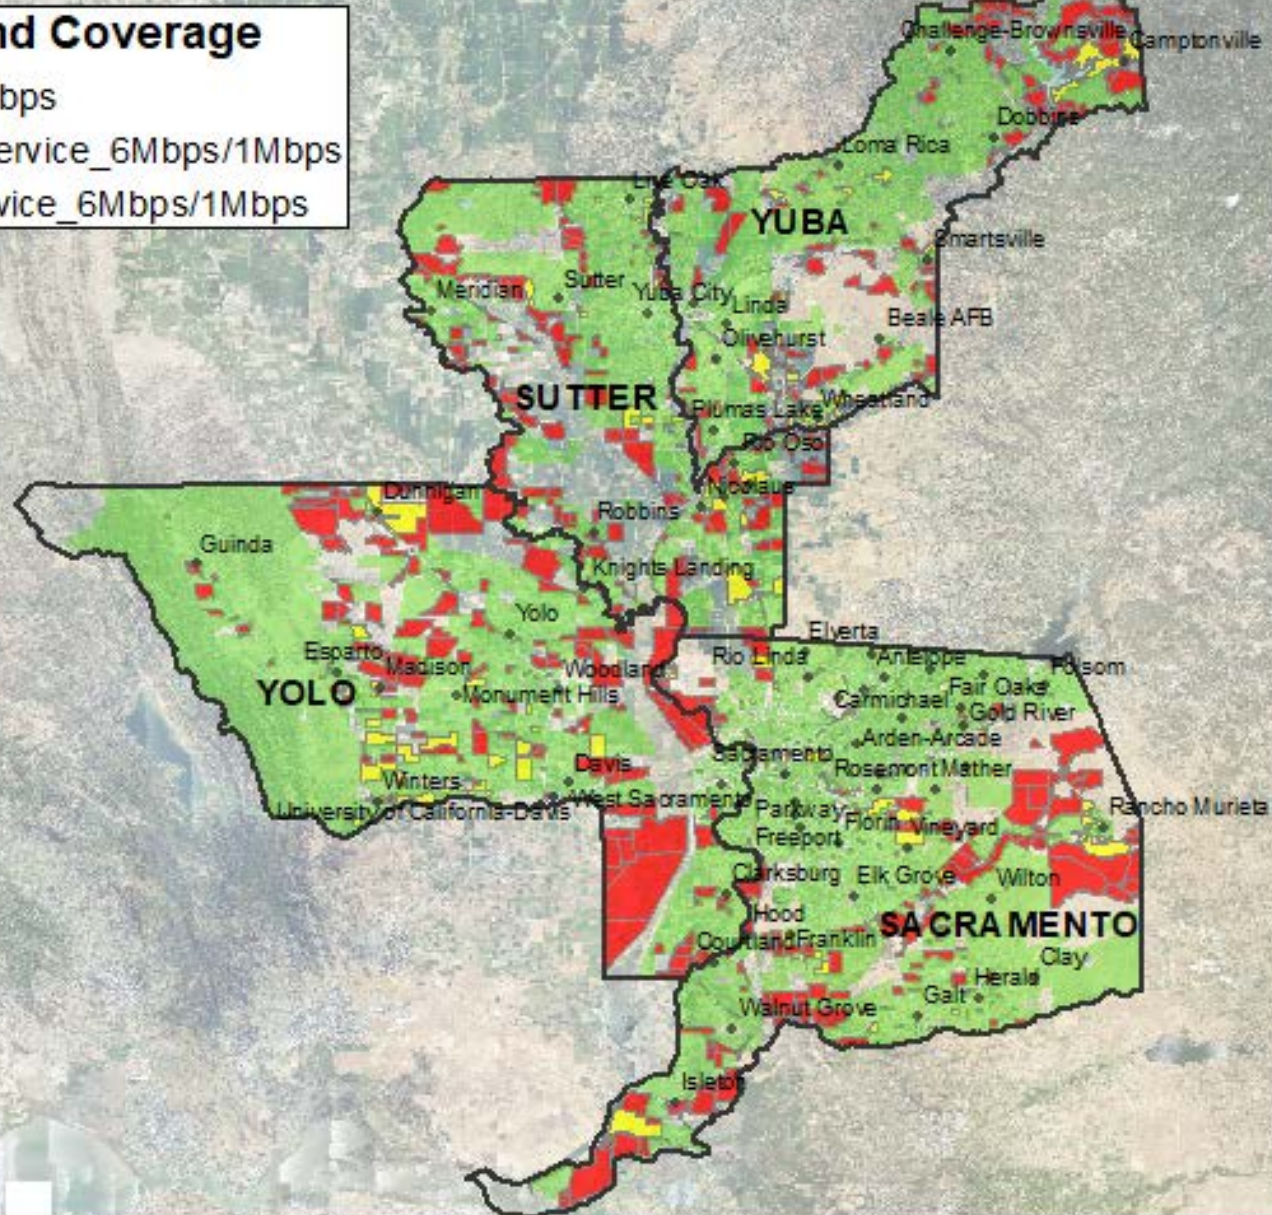 nd Coverage
bps
ervice_6Mbps/1Mbps
vice_6Mbps/1Mbps
Challenge-Brownsville
Camptonville
Dobbins
Loma Rica
Live Oak
YUBA
Smartsville
Meridian
Sutter
Yuba City
Linda
Beale AFB
Olivehurst
SUTTER
Plumas Lake
Wheatland
Rio Oso
Dunnigan
Nicolaus
Robbins
Guinda
Knights Landing
Yolo
Elverta
Esparto
Madison
Woodland
Rio Linda
Antelope
Folsom
YOLO
Monument Hills
Carmichael
Fair Oaks
Gold River
Arden-Arcade
Sacramento
Davis
Rosemont
Mather
Winters
West Sacramento
University of California-Davis
Parkway
Florin
Vineyard
Rancho Murieta
Freeport
Clarksburg
Elk Grove
Wilton
Hood
SACRAMENTO
Courtland
Franklin
Clay
Herald
Galt
Walnut Grove
Isleton